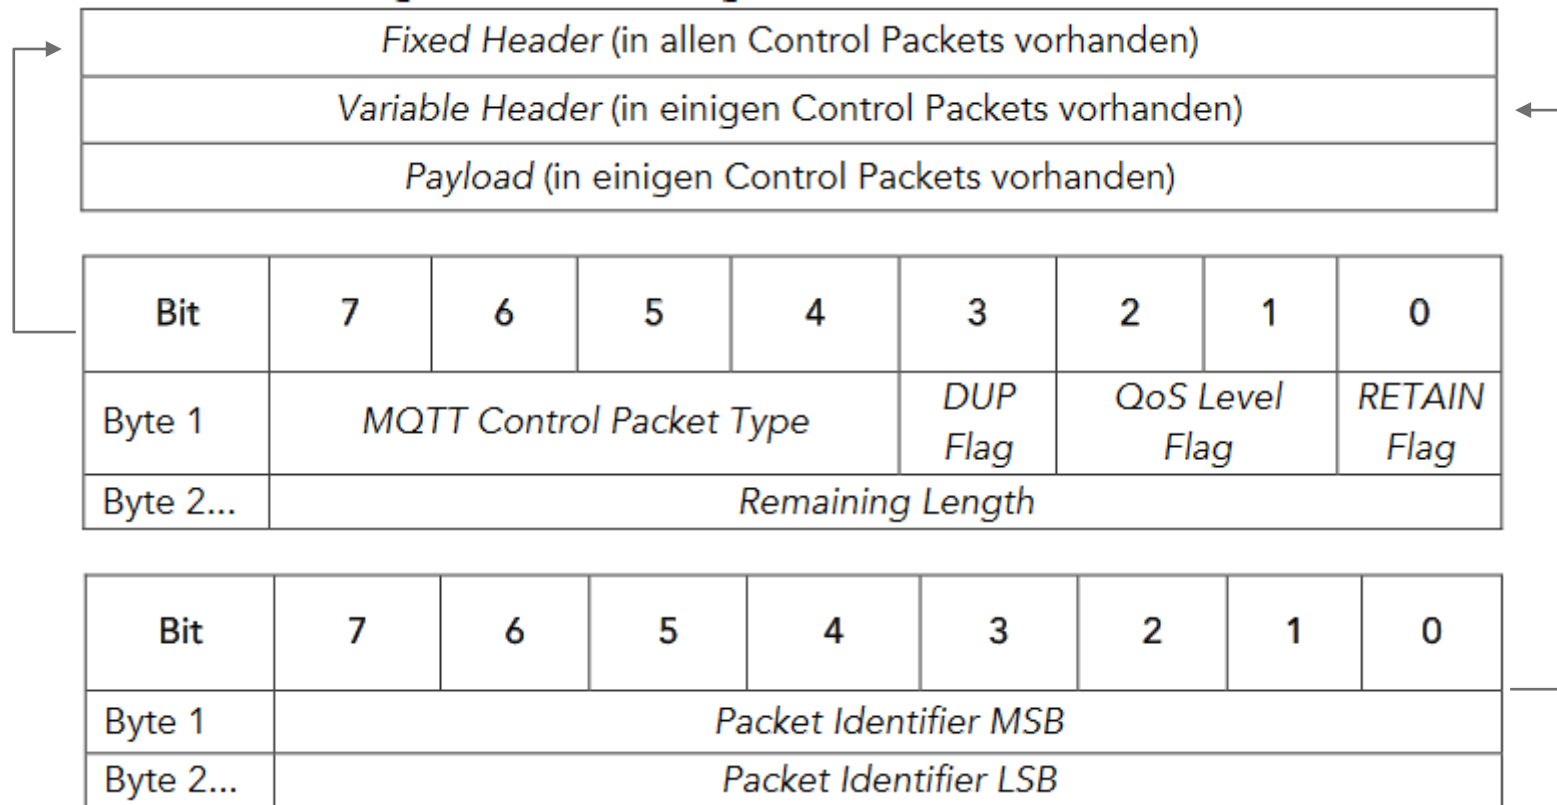 Fixed Header (in allen Control Packets vorhanden)
Variable Header (in einigen Control Packets vorhanden)
Payload (in einigen Control Packets vorhanden)
Bit 7 6 5 4 3 2 1 0
Byte 1 MQTT Control Packet Type DUP Flag QoS Level Flag RETAIN Flag
Byte 2... Remaining Length
Bit 7 6 5 4 3 2 1 0
Byte 1 Packet Identifier MSB
Byte 2... Packet Identifier LSB